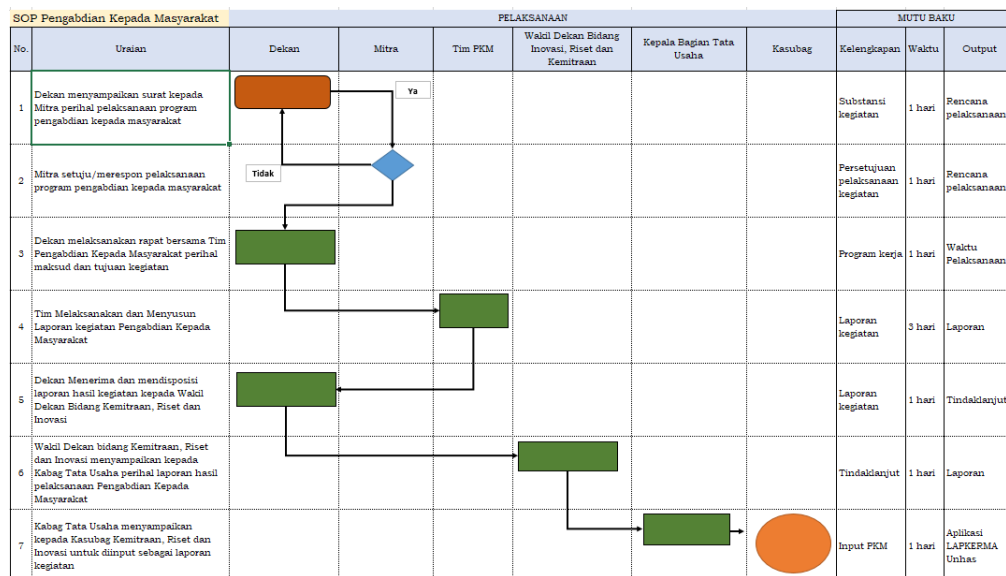 SOP Pengabdian Kepada Masyarakat
PELAKSANAAN
MUTU BAKU
No.
Uraian
Dekan
Mitra
Tim PKM
Wakil Dekan Bidang
Inovasi, Riset dan
Kemitraan
Kepala Bagian Tata
Usaha
Kasubag
Kelengkapan
Waktu
Output
1
Dekan menyampaikan surat kepada
Mitra perihal pelaksanaan program
pengabdian kepada masyarakat
Ya
Substansi
kegiatan
1 hari
Rencana
pelaksanaan
2
Mitra setuju/merespon pelaksanaan
program pengabdian kepada masyarakat
Tidak
Persetujuan
pelaksanaan
kegiatan
1 hari
Rencana
pelaksanaan
3
Dekan melaksanakan rapat bersama Tim
Pengabdian Kepada Masyarakat perihal
maksud dan tujuan kegiatan
Program kerja
1 hari
Waktu
Pelaksanaan
4
Tim Melaksanakan dan Menyusun
Laporan kegiatan Pengabdian Kepada
Masyarakat
Laporan
kegiatan
3 hari
Laporan
5
Dekan Menerima dan mendisposisi
laporan hasil kegiatan kepada Wakil
Dekan Bidang Kemitraan, Riset dan
Inovasi
Laporan
kegiatan
1 hari
Tindaklanjut
6
Wakil Dekan bidang Kemitraan, Riset
dan Inovasi menyampaikan kepada
Kabag Tata Usaha perihal laporan hasil
pelaksanaan Pengabdian Kepada
Masyarakat
Tindaklanjut
1 hari
Laporan
7
Kabag Tata Usaha menyampaikan
kepada Kasubag Kemitraan, Riset dan
Inovasi untuk diinput sebagai laporan
kegiatan
Input PKM
1 hari
Aplikasi
LAPKERMA
Unhas